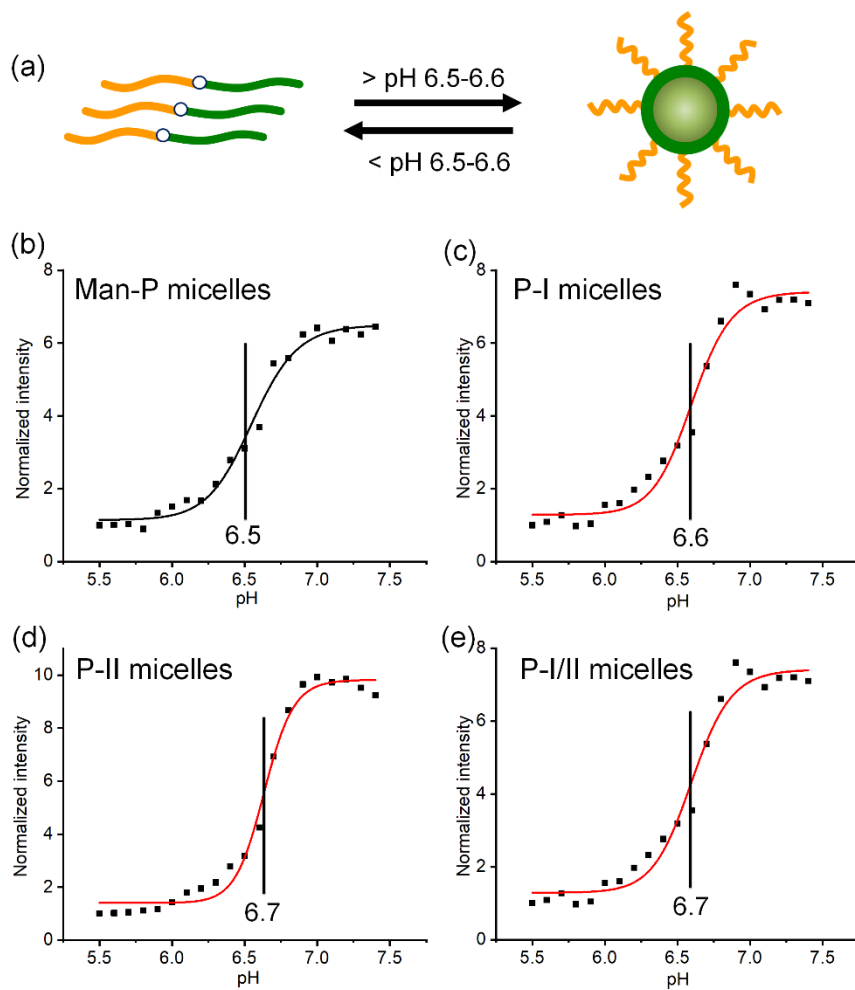 (a)
> pH 6.5-6.6
< pH 6.5-6.6
(b)
Man-P micelles
Normalized intensity
8
6
4
2
0
6.5
5.5 6.0 6.5 7.0 7.5
pH
(c)
P-I micelles
Normalized intensity
8
6
4
2
0
6.6
5.5 6.0 6.5 7.0 7.5
pH
(d)
P-II micelles
Normalized intensity
10
8
6
4
2
0
6.7
5.5 6.0 6.5 7.0 7.5
pH
(e)
P-I/II micelles
Normalized intensity
8
6
4
2
0
6.7
5.5 6.0 6.5 7.0 7.5
pH